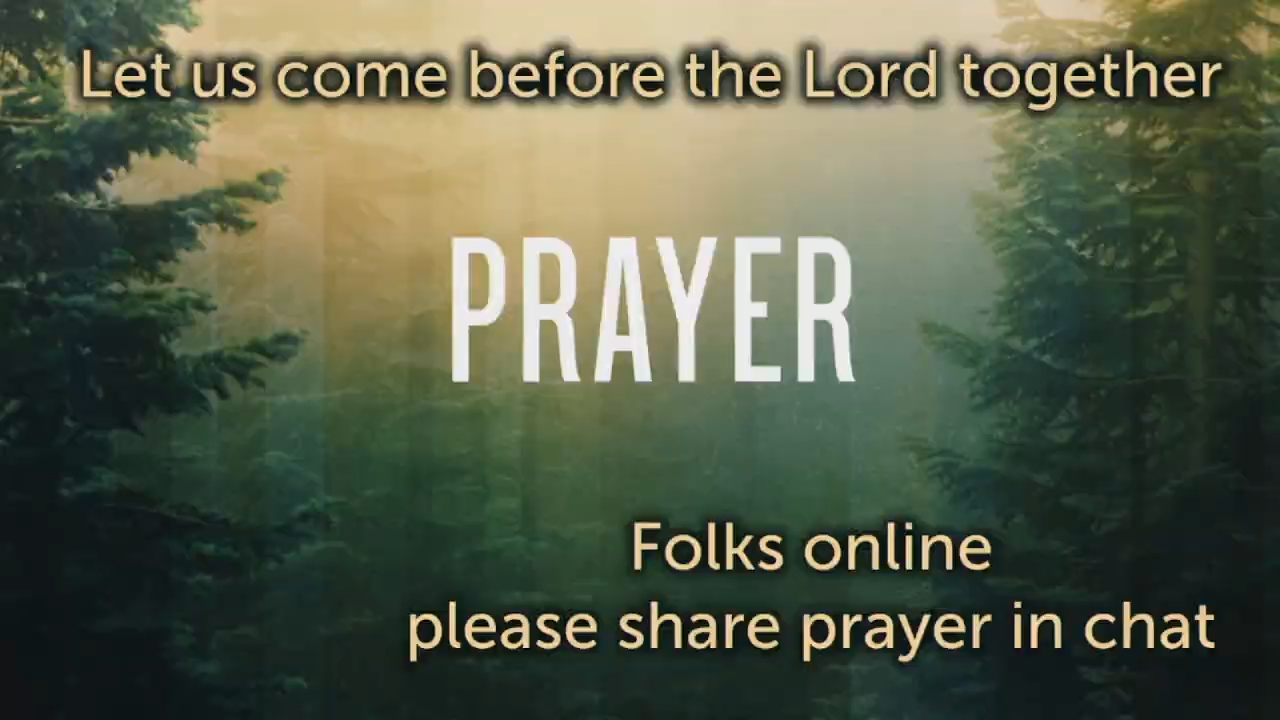 Let us come before the Lord together
PRAYER
Folks online
please share prayer in chat